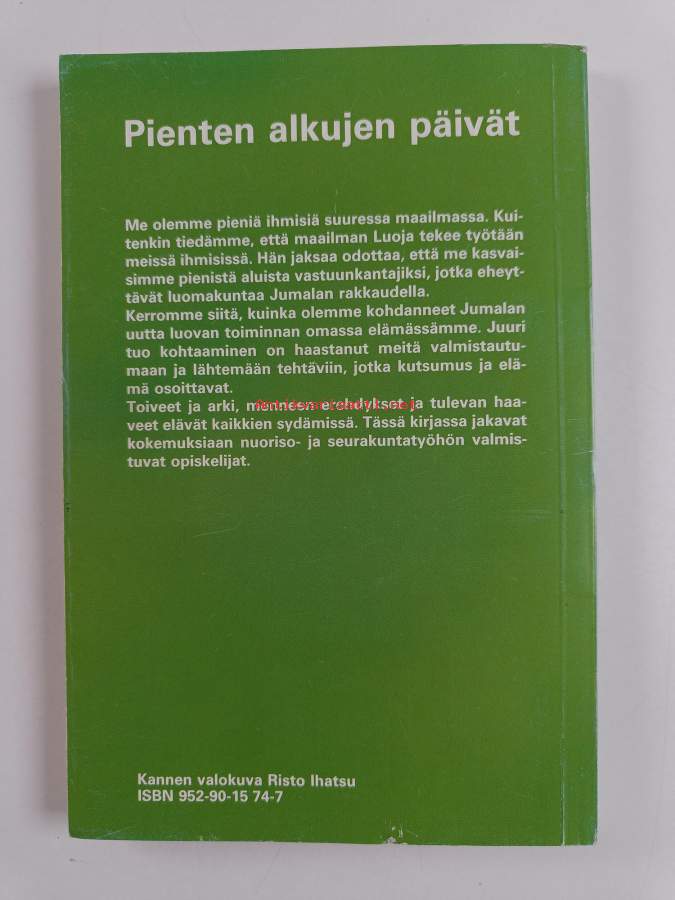 Pienten alkujen päivät
Me olemme pieniä ihmisiä suuressa maailmassa. Kui-
tenkin tiedämme, että maailman Luoja tekee työtään
meissä ihmisissä. Hän jaksaa odottaa, että me kasvai-
simme pienistä aluista vastuunkantajiksi, jotka eheyt-
tävät luomakuntaa Jumalan rakkaudella.
Kerromme siitä, kuinka olemme kohdanneet Jumalan
uutta luovan toiminnan omassa elämässämme. Juuri
tuo kohtaaminen on haastanut meitä valmistautu-
maan ja lähtemään tehtäviin, jotka kutsumus ja elä-
mä osoittavat.
Toiveet ja arki, menneen erehdykset ja tulevan haa-
veet elävät kaikkien sydämissä. Tässä kirjassa jakavat
kokemuksiaan nuoriso- ja seurakuntatyöhön valmis-
tuvat opiskelijat.
Kannen valokuva Risto Ihatsu
ISBN 952-90-15 74-7